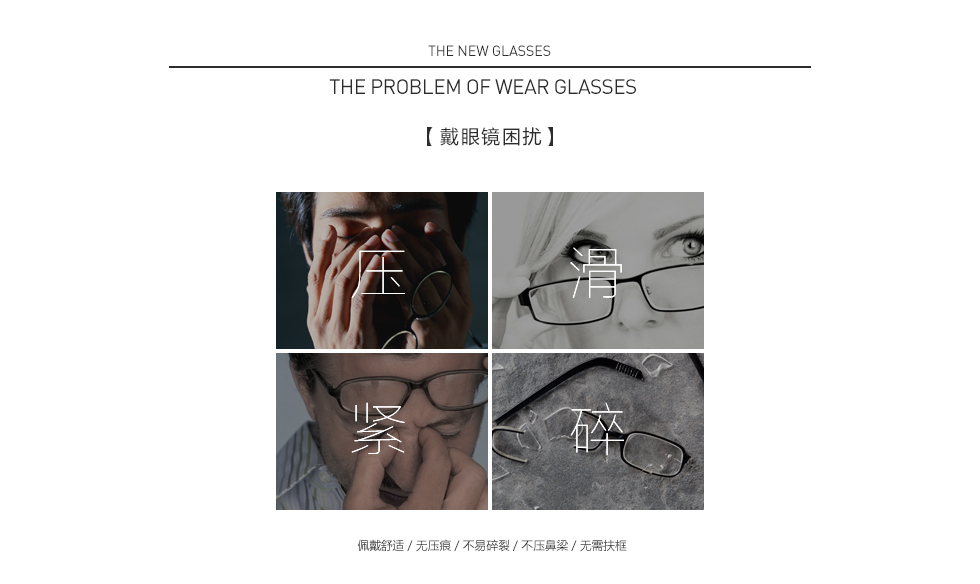 THE NEW GLASSES
THE PROBLEM OF WEAR GLASSES
【 戴眼镜困扰 】
压
滑
紧
碎
佩戴舒适 / 无压痕 / 不易碎裂 / 不压鼻梁 / 无需扶框